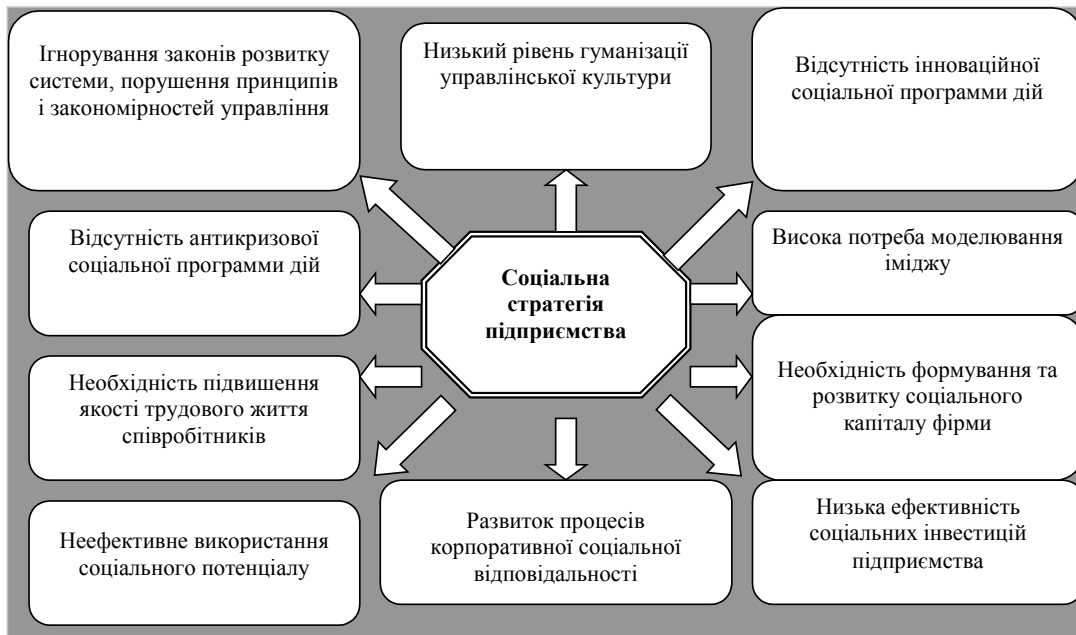 Ігнорування законів розвитку
системи, порушення принципів
і закономірностей управління
Низький рівень гуманізації
управлінської культури
Відсутність інноваційної
соціальної программи дій
Відсутність антикризової
соціальної программи дій
Соціальна
стратегія
підприємства
Висока потреба моделювання
іміджу
Необхідність підвищення
якості трудового життя
співробітників
Необхідність формування та
розвитку соціального
капіталу фірми
Неефективне використання
соціального потенціалу
Развиток процесів
корпоративної соціальної
відповідальності
Низька ефективність
соціальних інвестицій
підприємства